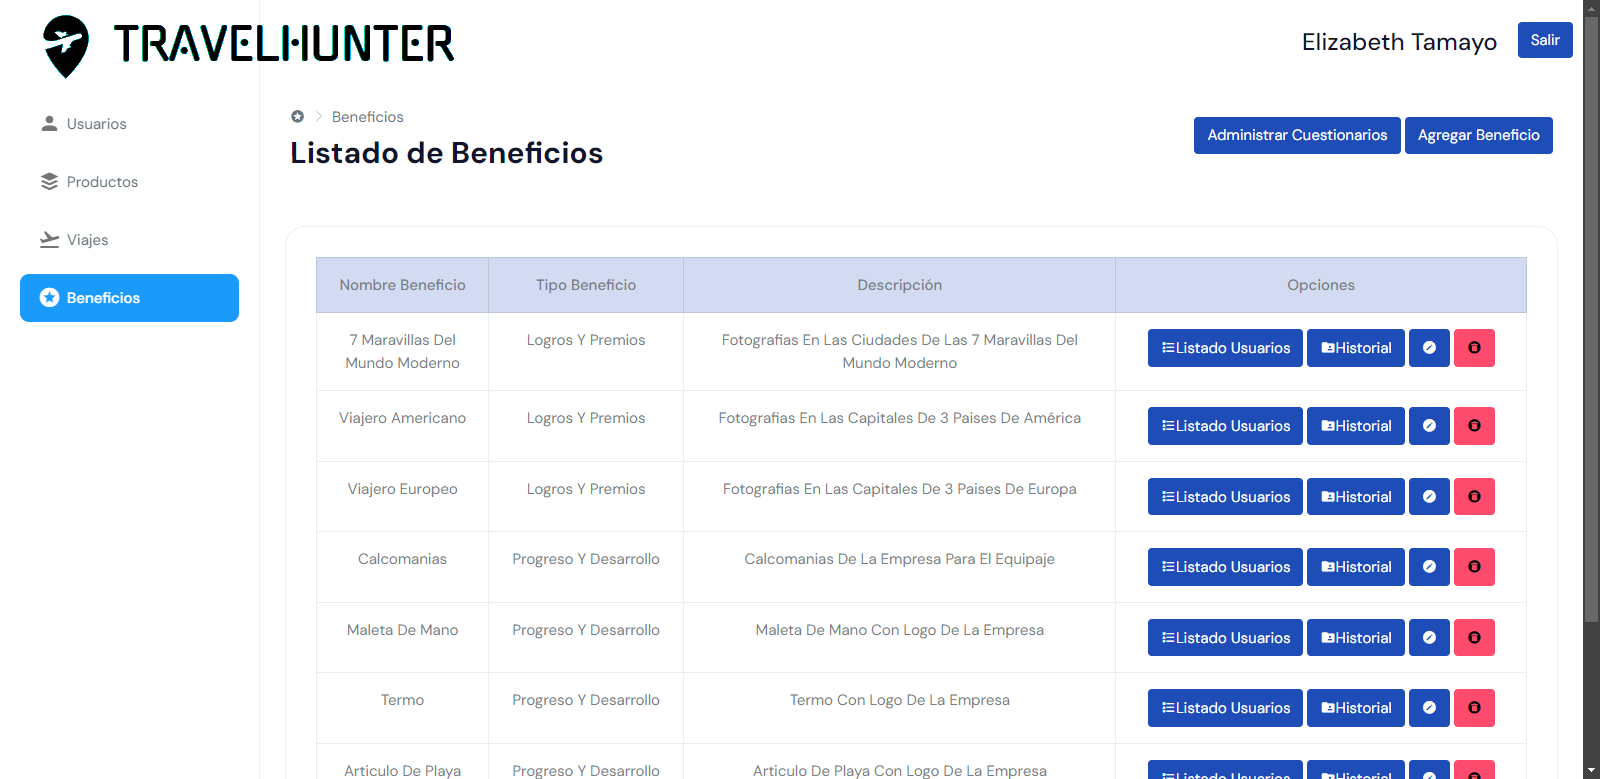 TRAVELHUNTER
Elizabeth Tamayo
Salir
Usuarios
Productos
Viajes
Beneficios
Beneficios
Listado de Beneficios
Administrar Cuestionarios
Agregar Beneficio
Nombre Beneficio Tipo Beneficio Descripción Opciones
7 Maravillas Del
Mundo Moderno
Logros Y Premios
Fotografias En Las Ciudades De Las 7 Maravillas Del
Mundo Moderno
Listado Usuarios Historial
Viajero Americano Logros Y Premios Fotografias En Las Capitales De 3 Paises De América Listado Usuarios Historial
Viajero Europeo Logros Y Premios Fotografias En Las Capitales De 3 Paises De Europa Listado Usuarios Historial
Calcomanias Progreso Y Desarrollo Calcomanias De La Empresa Para El Equipaje Listado Usuarios Historial
Maleta De Mano Progreso Y Desarrollo Maleta De Mano Con Logo De La Empresa Listado Usuarios Historial
Termo Progreso Y Desarrollo Termo Con Logo De La Empresa Listado Usuarios Historial
Articulo De Playa Progreso Y Desarrollo Articulo De Playa Con Logo De La Empresa Listado Usuarios Historial